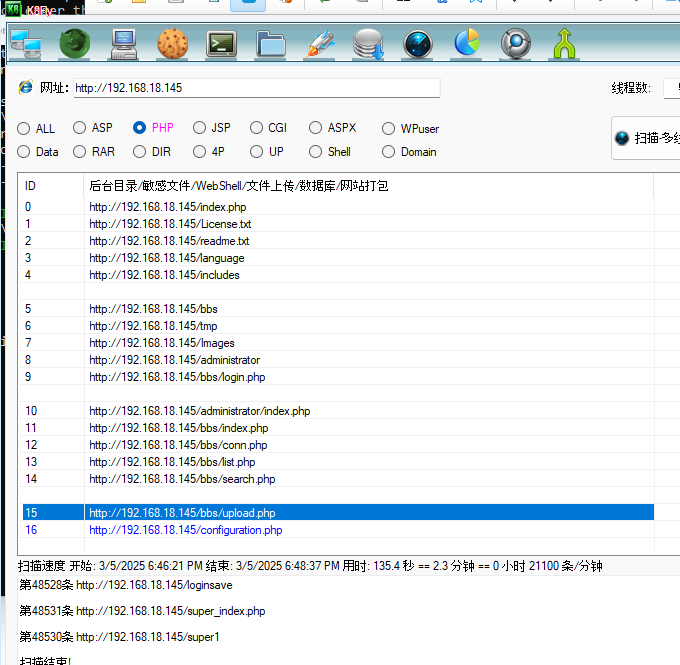 K8
网址: http://192.168.18.145 线程数:
ALL ASP PHP JSP CGI ASPX WPuser
Data RAR DIR 4P UP Shell Domain
扫描-多线
ID 后台目录/敏感文件/WebShell/文件上传/数据库/网站打包
0 http://192.168.18.145/index.php
1 http://192.168.18.145/License.txt
2 http://192.168.18.145/readme.txt
3 http://192.168.18.145/language
4 http://192.168.18.145/includes
5 http://192.168.18.145/bbs
6 http://192.168.18.145/tmp
7 http://192.168.18.145/Images
8 http://192.168.18.145/administrator
9 http://192.168.18.145/bbs/login.php
10 http://192.168.18.145/administrator/index.php
11 http://192.168.18.145/bbs/index.php
12 http://192.168.18.145/bbs/conn.php
13 http://192.168.18.145/bbs/list.php
14 http://192.168.18.145/bbs/search.php
15 http://192.168.18.145/bbs/upload.php
16 http://192.168.18.145/configuration.php
扫描速度 开始: 3/5/2025 6:46:21 PM 结束: 3/5/2025 6:48:37 PM 用时: 135.4 秒 == 2.3 分钟 == 0 小时 21100 条/分钟
第48528条 http://192.168.18.145/loginsave
第48531条 http://192.168.18.145/super_index.php
第48530条 http://192.168.18.145/super1
扫描结束!